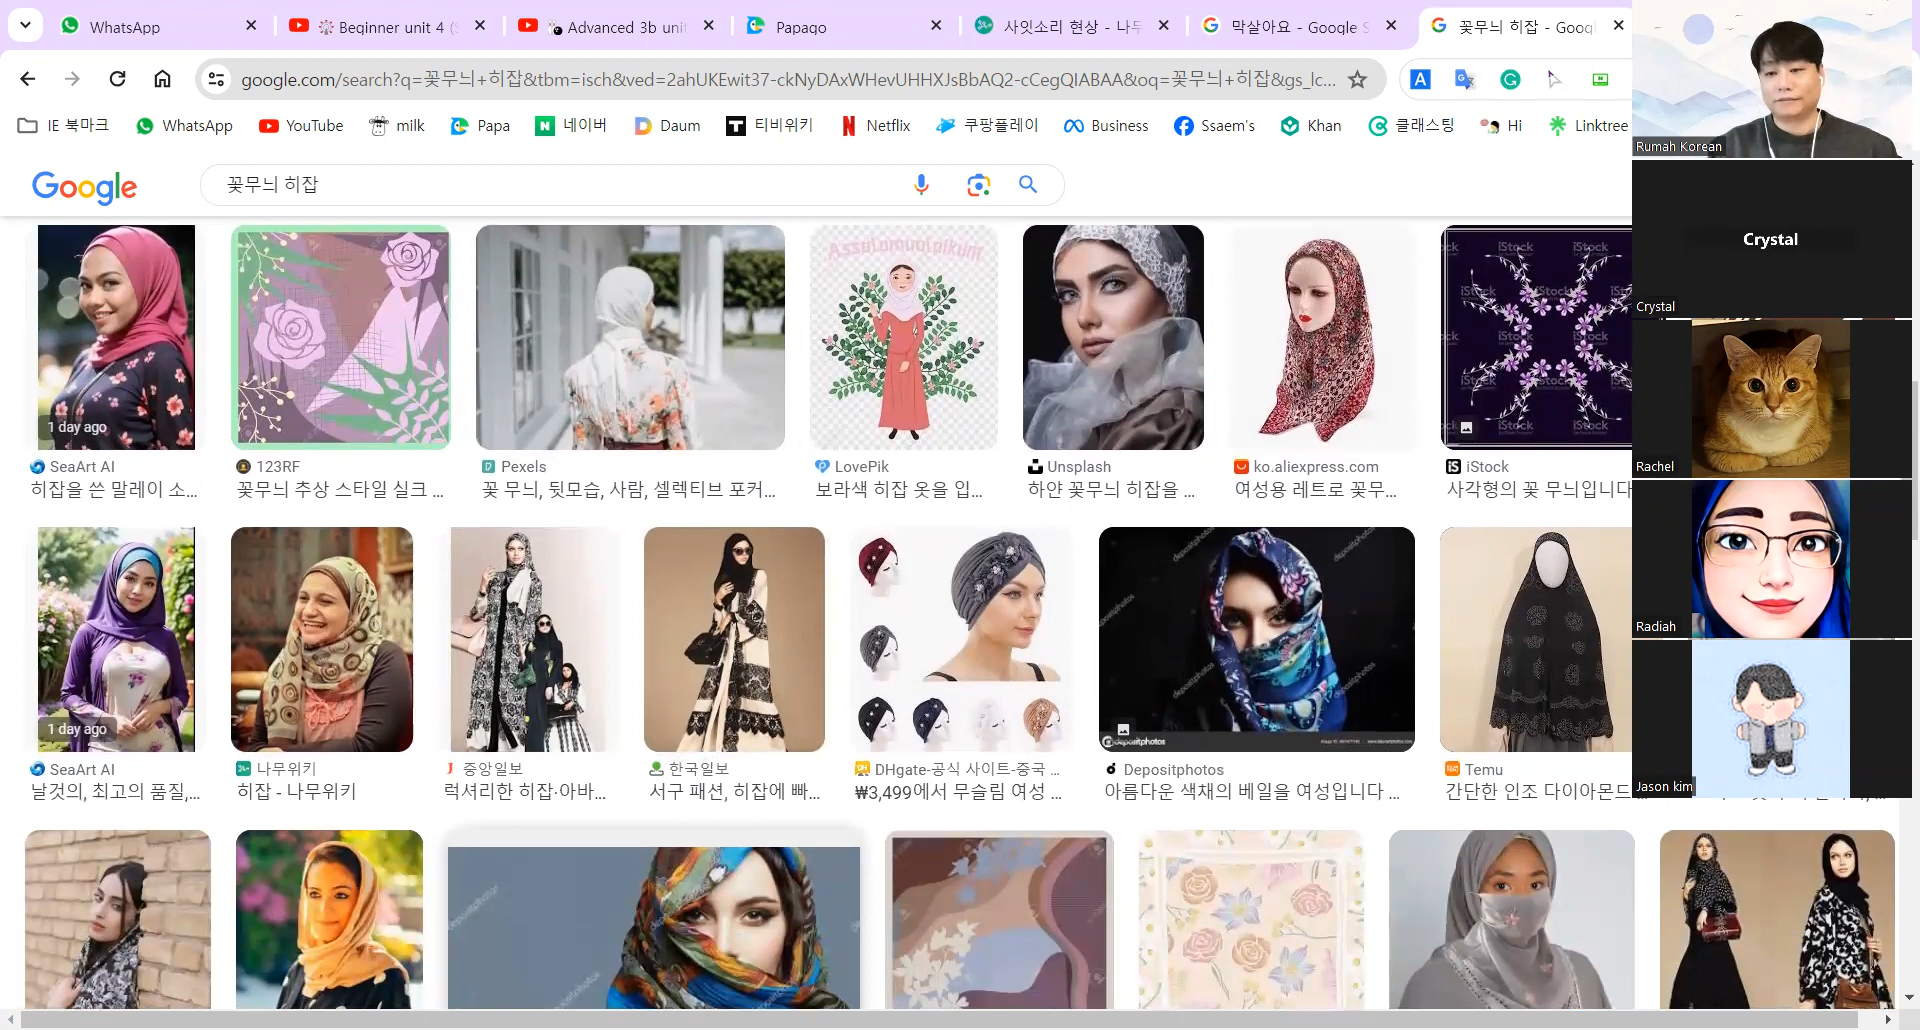 WhatsApp
Beginner unit 4 (S
Advanced 3b unit
Papago
사잇소리 현상 - 나무
막살아요 - Google S
꽃무늬 히잡 - Googl
google.com/search?q=꽃무늬+히잡&tbm=isch&ved=2ahUKEwit37-ckNyDAxWHevUHHXJsBbAQ2-cCegQIABAA&oq=꽃무늬+히잡&gs_lc...
IE 북마크
WhatsApp
YouTube
milk
Papa
네이버
Daum
티비위키
Netflix
쿠팡플레이
Business
Ssaem's
Khan
클래스팅
Hi
Linktree
Rumah Korean
Google
꽃무늬 히잡
Crystal
Crystal
Assalamualaikum
iStock
1 day ago
SeaArt AI
123RF
Pexels
LovePik
Unsplash
ko.aliexpress.com
iStock
히잡을 쓴 말레이 소...
꽃무늬 추상 스타일 실크 ...
꽃 무늬, 뒷모습, 사람, 셀렉티브 포커...
보라색 히잡 옷을 입...
하얀 꽃무늬 히잡을 ...
여성용 레트로 꽃무...
사각형의 꽃 무늬입니다
Rachel
Radiah
1 day ago
depositphotos
SeaArt AI
나무위키
중앙일보
한국일보
DHgate-공식 사이트-중국 ...
Depositphotos
Temu
날것의, 최고의 품질,...
히잡 - 나무위키
럭셔리한 히잡·아바...
서구 패션, 히잡에 빠...
₩3,499에서 무슬림 여성 ...
아름다운 색채의 베일을 여성입니다 ...
간단한 인조 다이아몬드
Jason kim
depositphotos